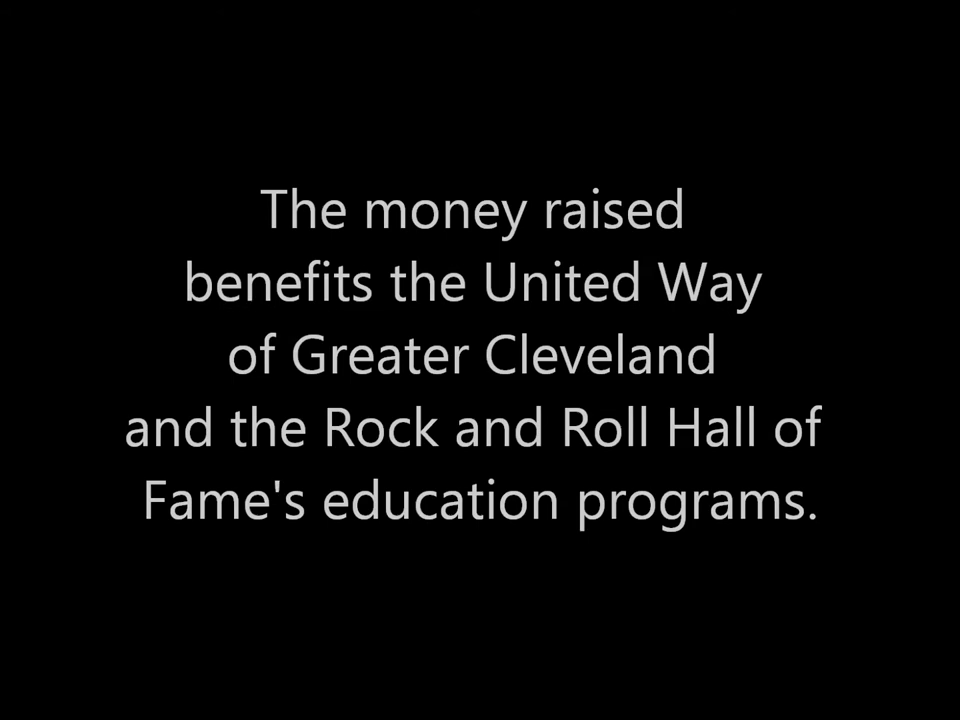 The money raised
benefits the United Way
of Greater Cleveland
and the Rock and Roll Hall of
Fame's education programs.